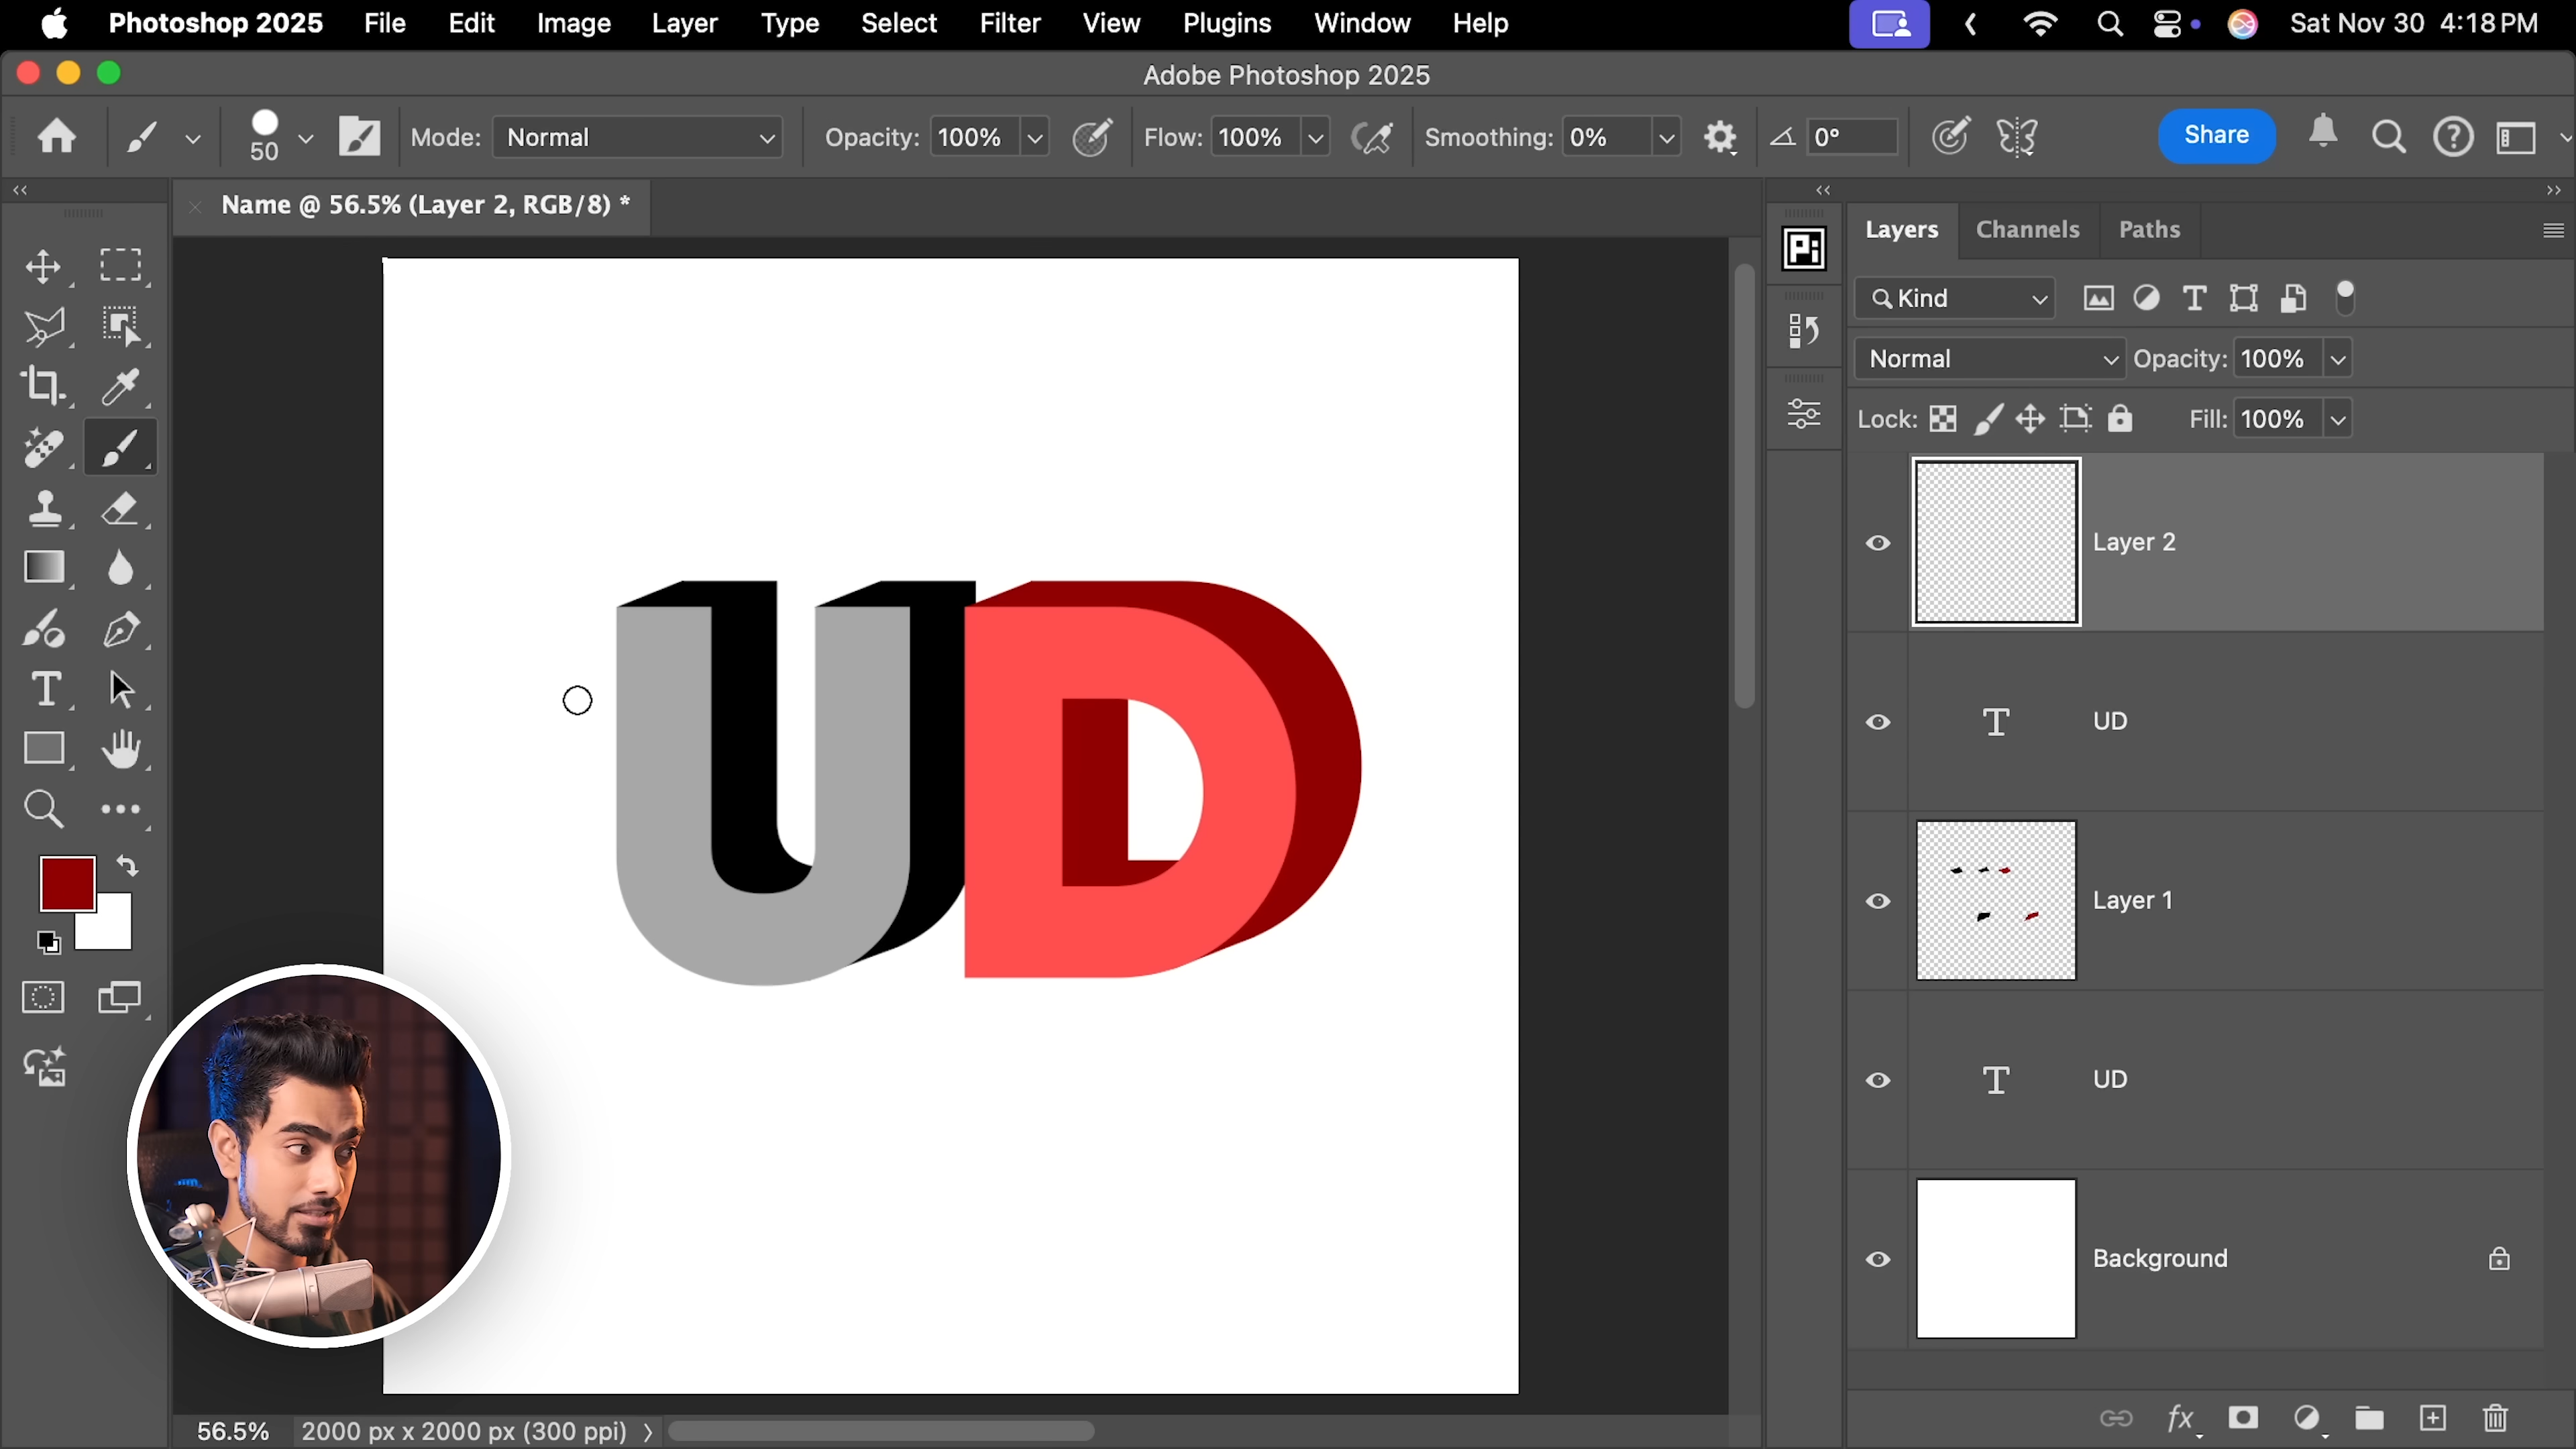 Photoshop 2025 File Edit Image Layer Type Select Filter View Plugins Window Help Sat Nov 30 4:18 PM
Adobe Photoshop 2025
50 Mode: Normal Opacity: 100% Flow: 100% Smoothing: 0% 0° Share
Name @ 56.5% (Layer 2, RGB/8) *
Layers Channels Paths
Pi
Kind
Normal Opacity: 100%
Lock: Fill: 100%
Layer 2
UD
Layer 1
UD
Background
UD
56.5% 2000 px x 2000 px (300 ppi)
fx